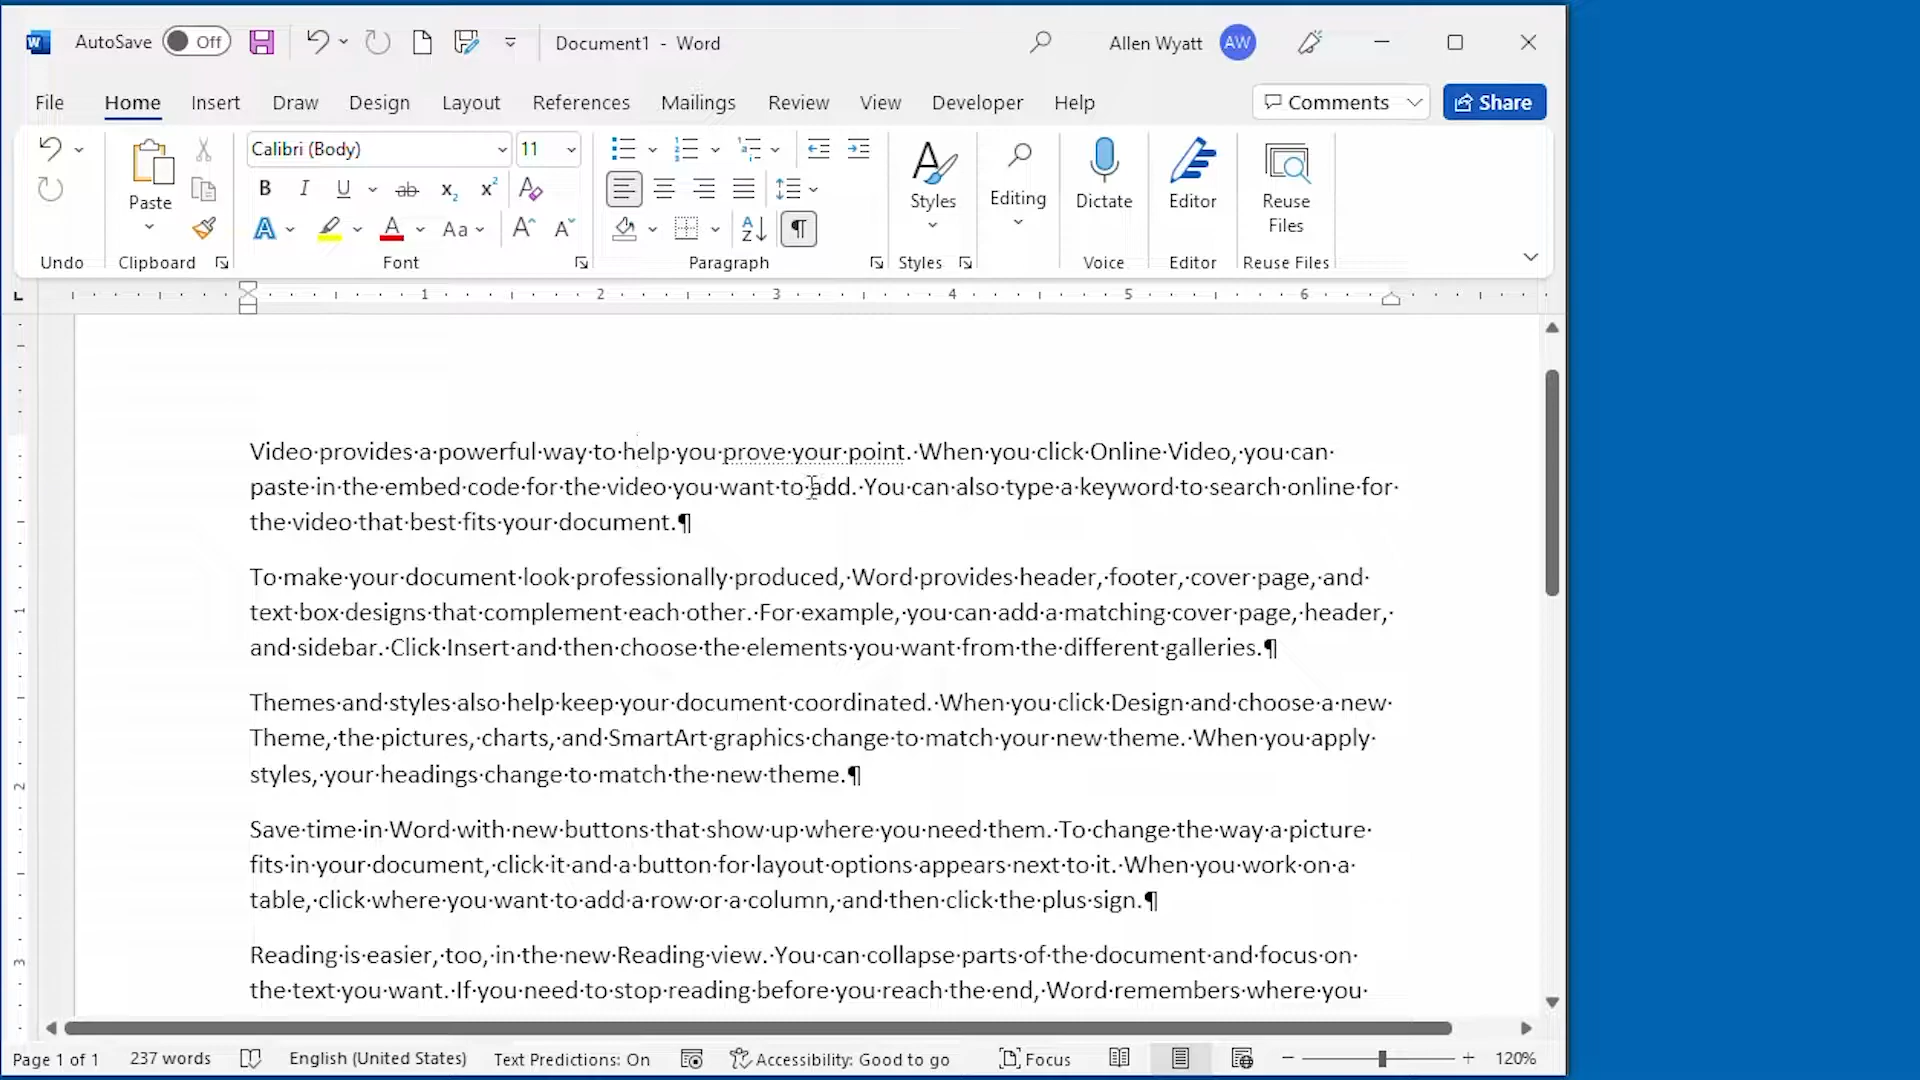 AutoSave Off Document1 - Word Allen Wyatt AW
File Home Insert Draw Design Layout References Mailings Review View Developer Help Comments Share
Calibri (Body) 11
Paste Styles Editing Dictate Editor Reuse Files
Undo Clipboard Font Paragraph Styles Voice Editor Reuse Files
1 2 3 4 5 6
Video·provides·a·powerful·way·to·help·you·prove·your·point.·When·you·click·Online·Video,·you·can·
paste·in·the·embed·code·for·the·video·you·want·to·add.·You·can·also·type·a·keyword·to·search·online·for·
the·video·that·best·fits·your·document.¶
To·make·your·document·look·professionally·produced,·Word·provides·header,·footer,·cover·page,·and·
text·box·designs·that·complement·each·other.·For·example,·you·can·add·a·matching·cover·page,·header,·
and·sidebar.·Click·Insert·and·then·choose·the·elements·you·want·from·the·different·galleries.¶
Themes·and·styles·also·help·keep·your·document·coordinated.·When·you·click·Design·and·choose·a·new·
Theme,·the·pictures,·charts,·and·SmartArt·graphics·change·to·match·your·new·theme.·When·you·apply·
styles,·your·headings·change·to·match·the·new·theme.¶
Save·time·in·Word·with·new·buttons·that·show·up·where·you·need·them.·To·change·the·way·a·picture·
fits·in·your·document,·click·it·and·a·button·for·layout·options·appears·next·to·it.·When·you·work·on·a·
table,·click·where·you·want·to·add·a·row·or·a·column,·and·then·click·the·plus·sign.¶
Reading·is·easier,·too,·in·the·new·Reading·view.·You·can·collapse·parts·of·the·document·and·focus·on·
the·text·you·want.·If·you·need·to·stop·reading·before·you·reach·the·end,·Word·remembers·where·you·
1
2
3
Page 1 of 1 237 words English (United States) Text Predictions: On Accessibility: Good to go Focus 120%